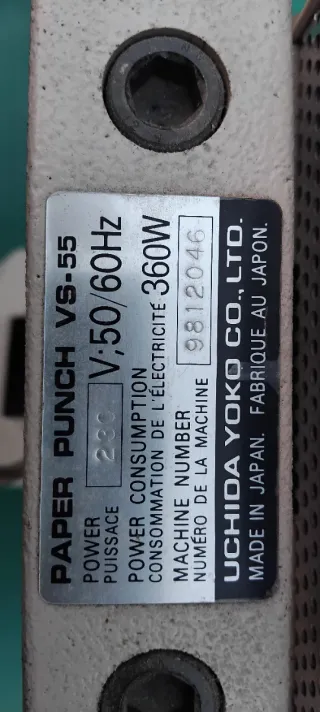 PAPER PUNCH VS-55
POWER
PUISSACE 230 V;50/60Hz
POWER CONSUMPTION
CONSOMMATION DE L'ÉLECTRICITÉ 360W
MACHINE NUMBER
NUMÉRO DE LA MACHINE 9812046
UCHIDA YOKO CO., LTD.
MADE IN JAPAN. FABRIQUE AU JAPON.